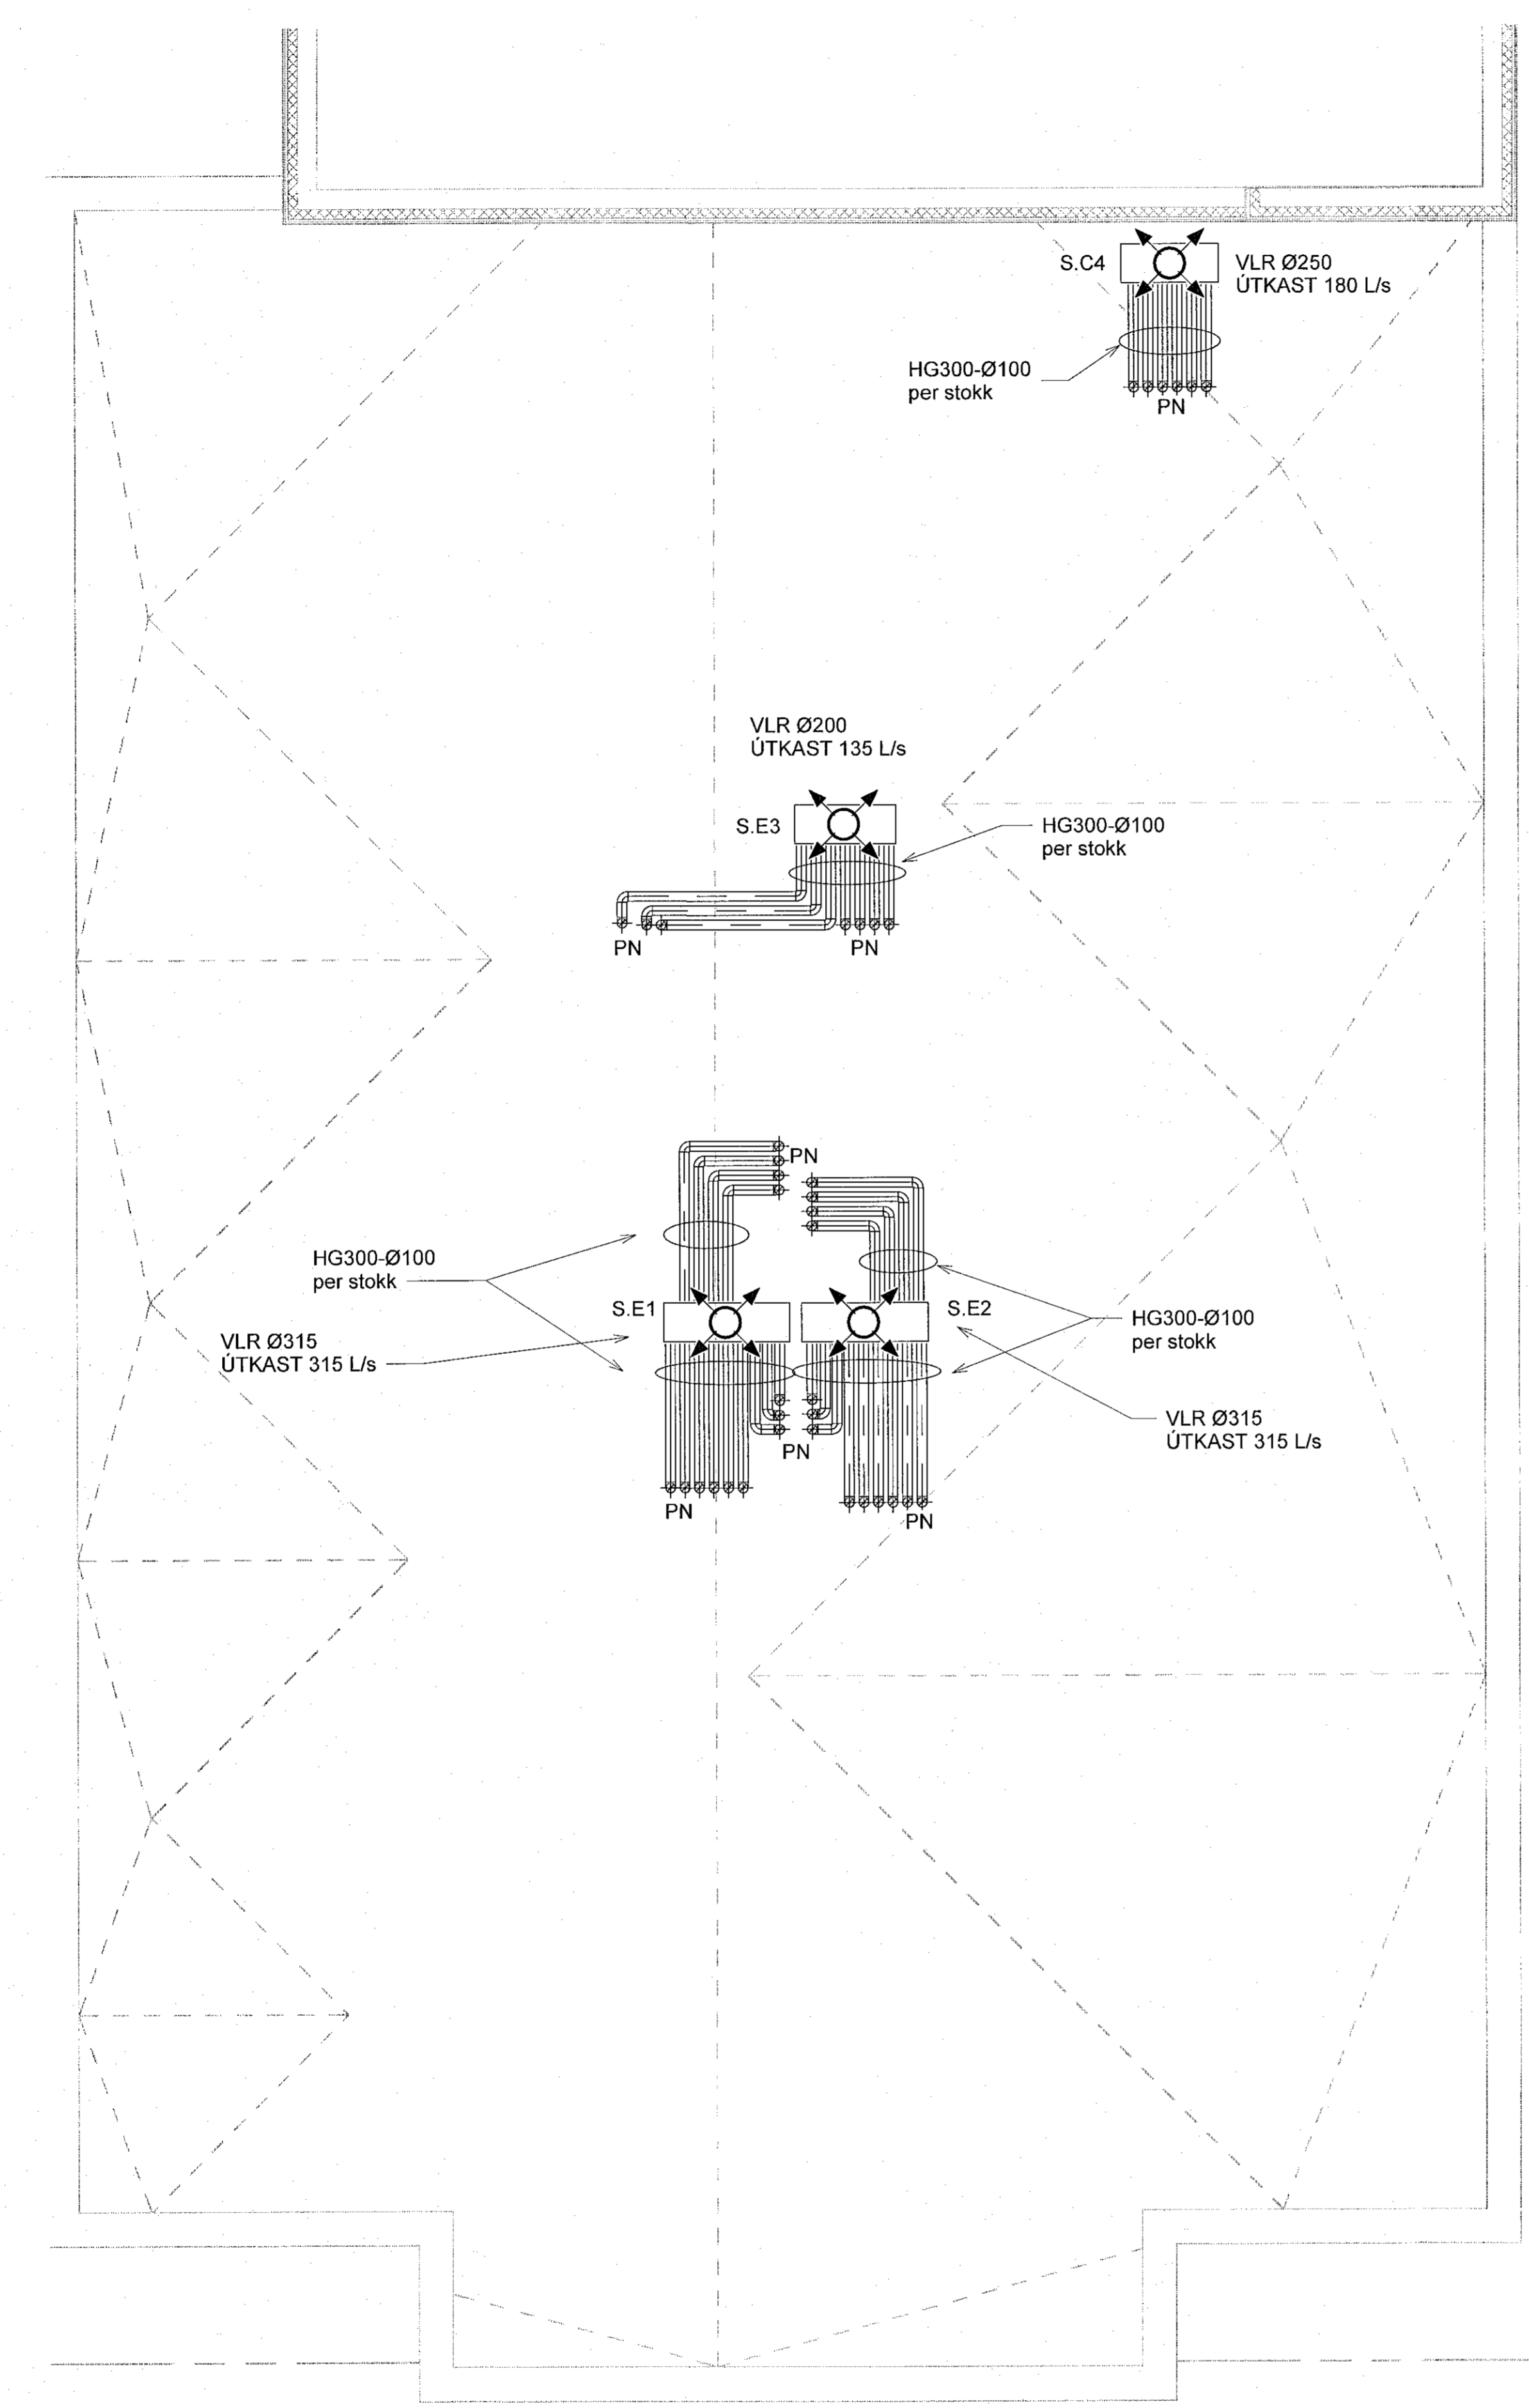 S.C4
VLR Ø250
ÚTKAST 180 L/s
HG300-Ø100
per stokk
PN
VLR Ø200
ÚTKAST 135 L/s
S.E3
HG300-Ø100
per stokk
PN
PN
PN
HG300-Ø100
per stokk
S.E1
S.E2
HG300-Ø100
per stokk
VLR Ø315
ÚTKAST 315 L/s
VLR Ø315
ÚTKAST 315 L/s
PN
PN
PN